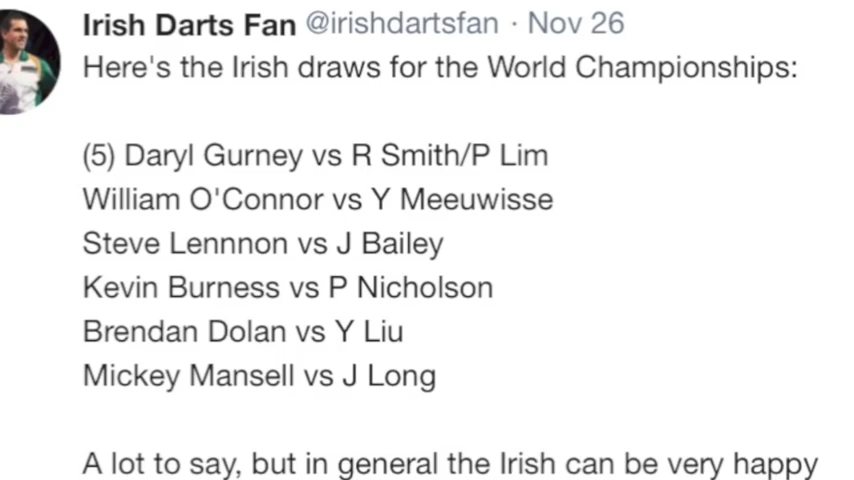 Irish Darts Fan @irishdartsfan · Nov 26
Here's the Irish draws for the World Championships:
(5) Daryl Gurney vs R Smith/P Lim
William O'Connor vs Y Meeuwisse
Steve Lennnon vs J Bailey
Kevin Burness vs P Nicholson
Brendan Dolan vs Y Liu
Mickey Mansell vs J Long
A lot to say, but in general the Irish can be very happy